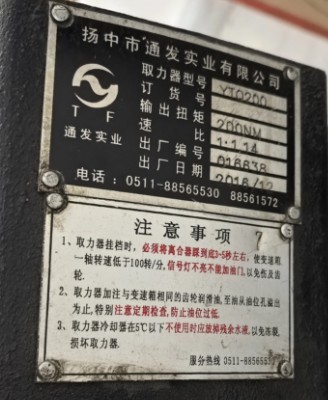 扬中市通发实业有限公司
TF
通发实业
取力器型号 YTQ200
订货号
输出扭矩 200NM
速比 1:1.14
出厂编号 016638
出厂日期 2016/12
电话：0511-88565530 88561572
注意事项 7
1、取力器挂档时，必须将离合器踩到底3-5秒左右，使变速箱
一轴转速低于100转/分，信号灯不亮不能加油门，以免伤及
齿轮.
2、取力器加注与变速箱相同的齿轮润滑油，至油从油位孔溢出
为止，特别注意定期检查，防止油位过低.
3、取力器冷却器在5℃以下不使用时应放掉残余水液，以免冻裂
损坏取力器.
服务热线 0511-8856553